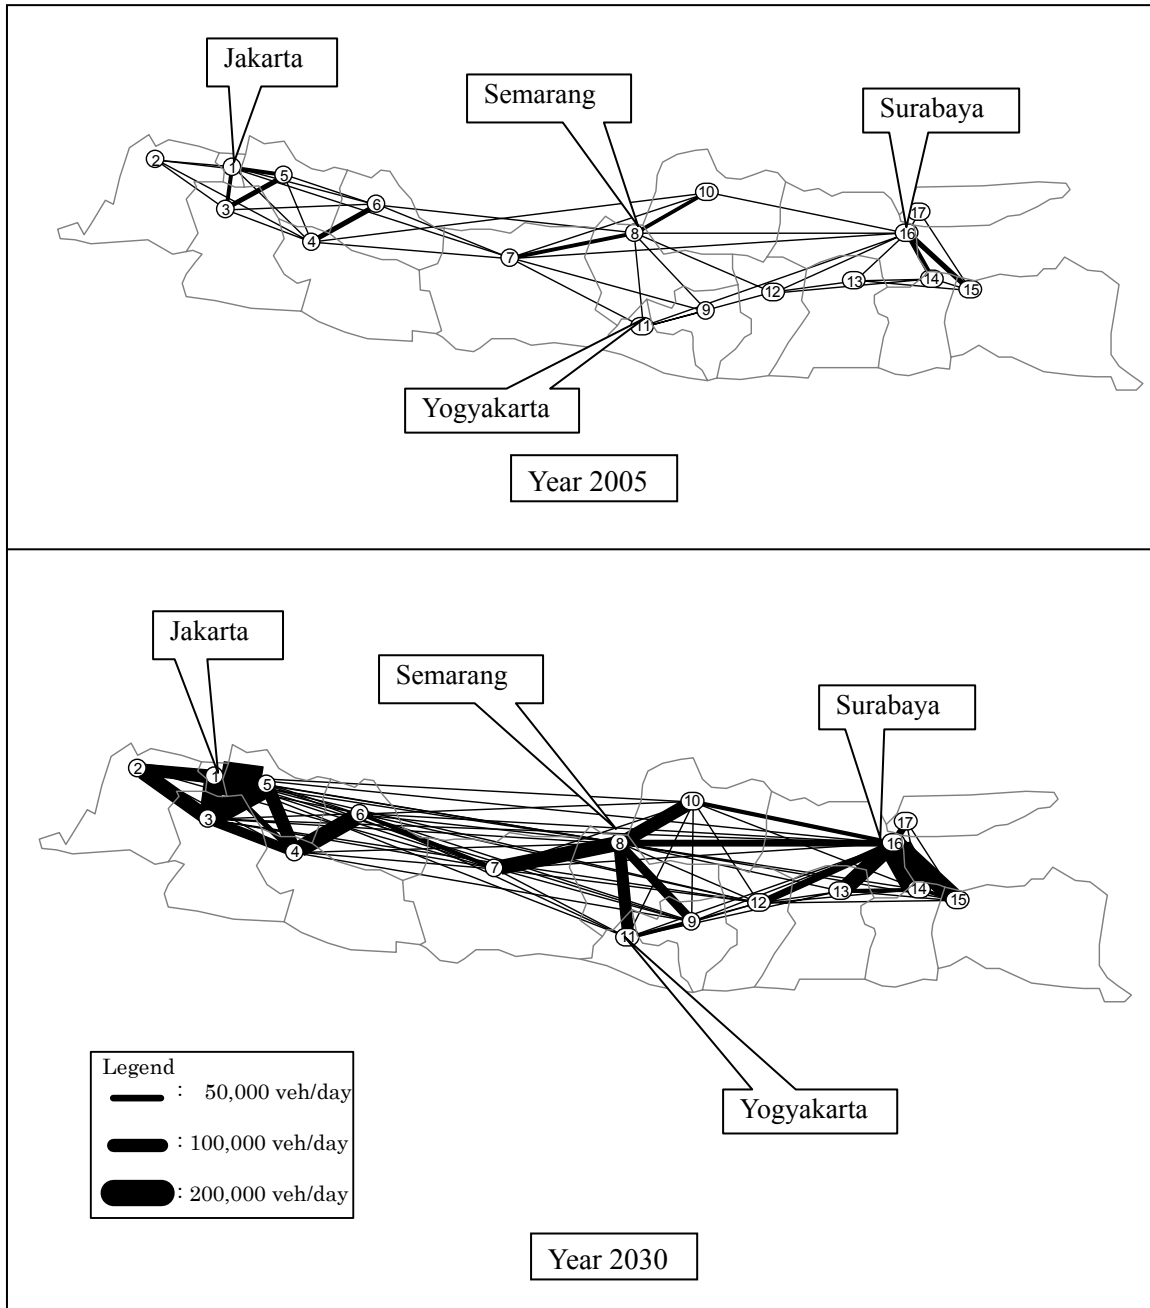 Jakarta
Semarang
Surabaya
2
1
5
3
4
6
7
8
10
9
11
12
13
14
15
16
17
Yogyakarta
Year 2005
Jakarta
Semarang
Surabaya
2
1
5
3
4
6
7
8
10
9
11
12
13
14
15
16
17
Yogyakarta
Legend
: 50,000 veh/day
: 100,000 veh/day
: 200,000 veh/day
Year 2030